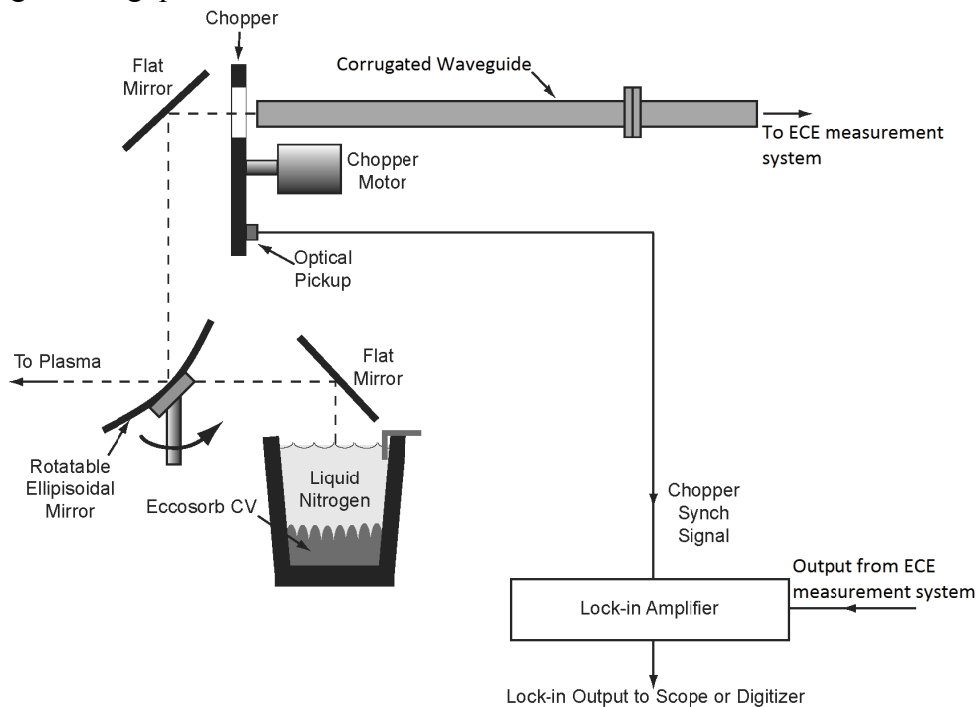 Chopper
Flat
Mirror
Corrugated Waveguide
To ECE measurement
system
Chopper
Motor
Optical
Pickup
To Plasma
Flat
Mirror
Rotatable
Ellipisoidal
Mirror
Liquid
Nitrogen
Eccosorb CV
Chopper
Synch
Signal
Output from ECE
measurement system
Lock-in Amplifier
Lock-in Output to Scope or Digitizer